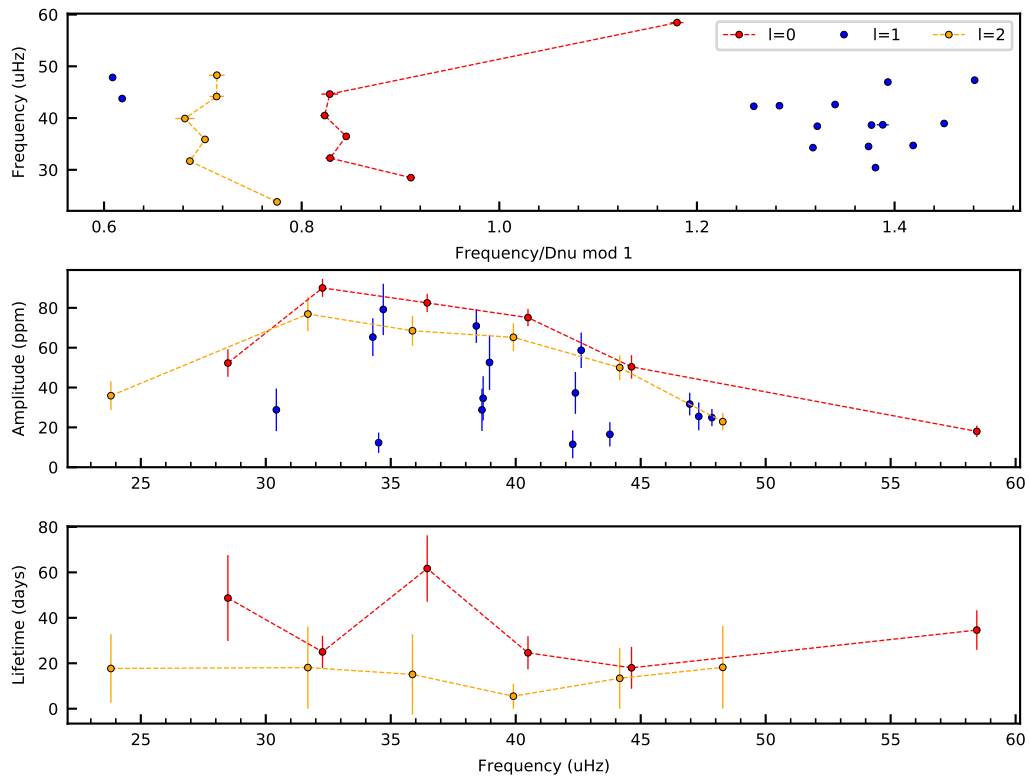 60
50
40
30
Frequency (uHz)
l=0 l=1 l=2
0.6 0.8 1.0 1.2 1.4
Frequency/Dnu mod 1
80
60
40
20
0
Amplitude (ppm)
25 30 35 40 45 50 55 60
80
60
40
20
0
Lifetime (days)
25 30 35 40 45 50 55 60
Frequency (uHz)